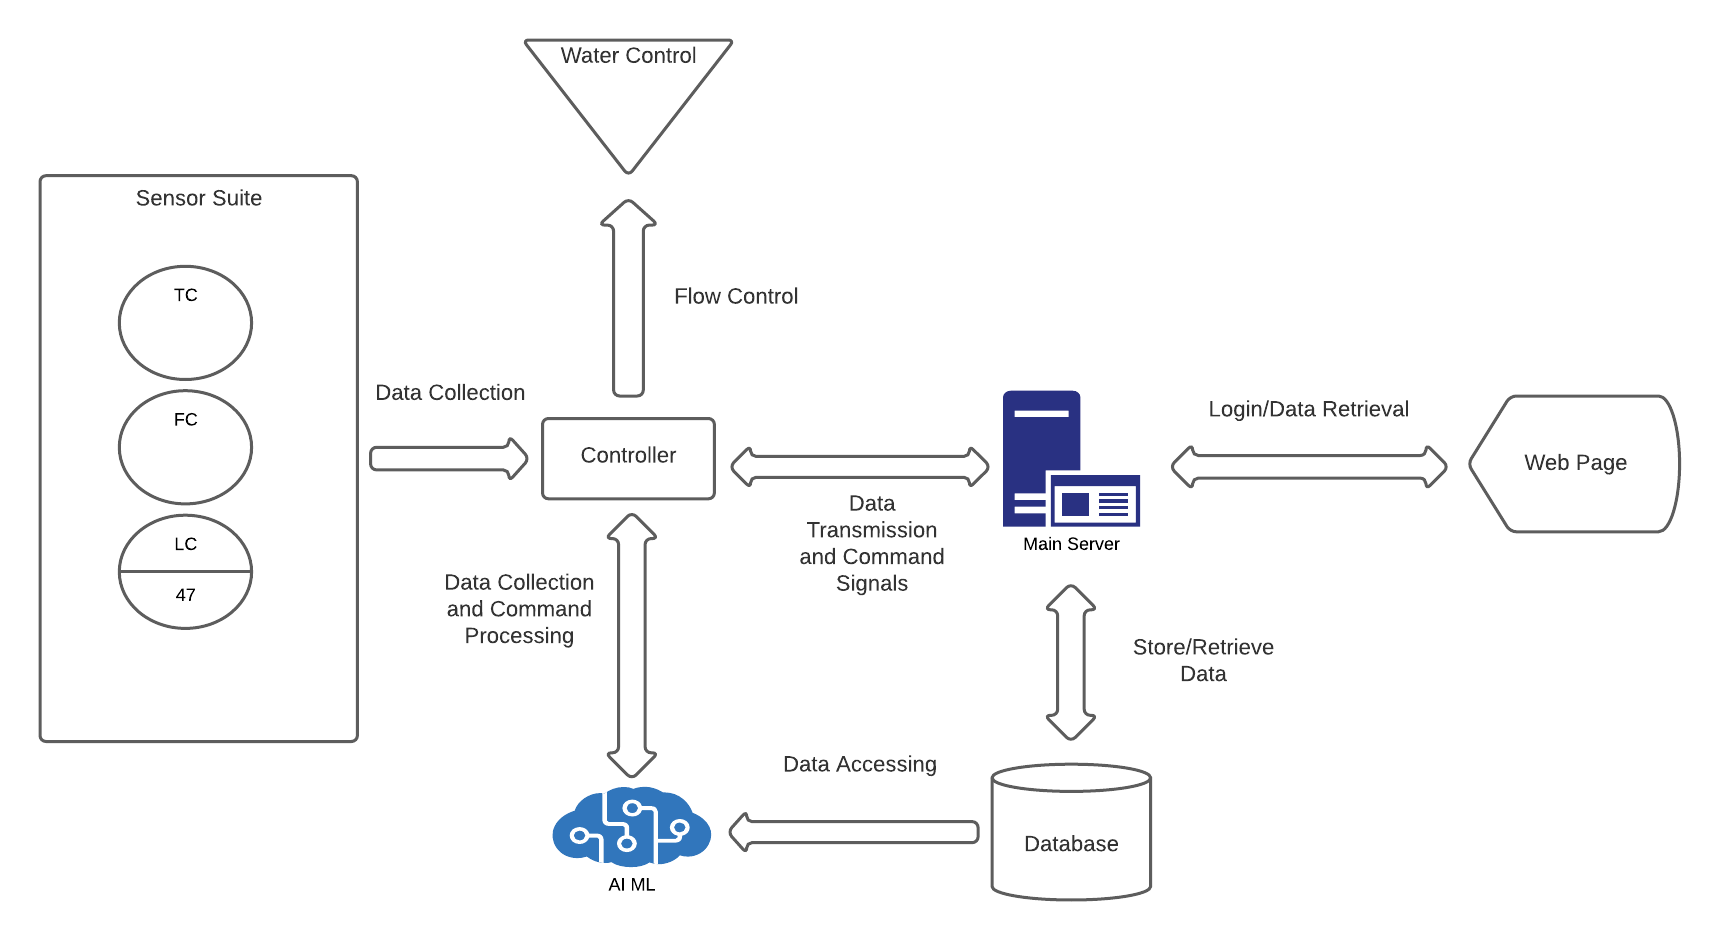 Water Control
Sensor Suite
TC
FC
LC
47
Data Collection
Flow Control
Controller
Data
Transmission
and Command
Signals
Data Collection
and Command
Processing
Main Server
Login/Data Retrieval
Web Page
Store/Retrieve
Data
Data Accessing
AI ML
Database